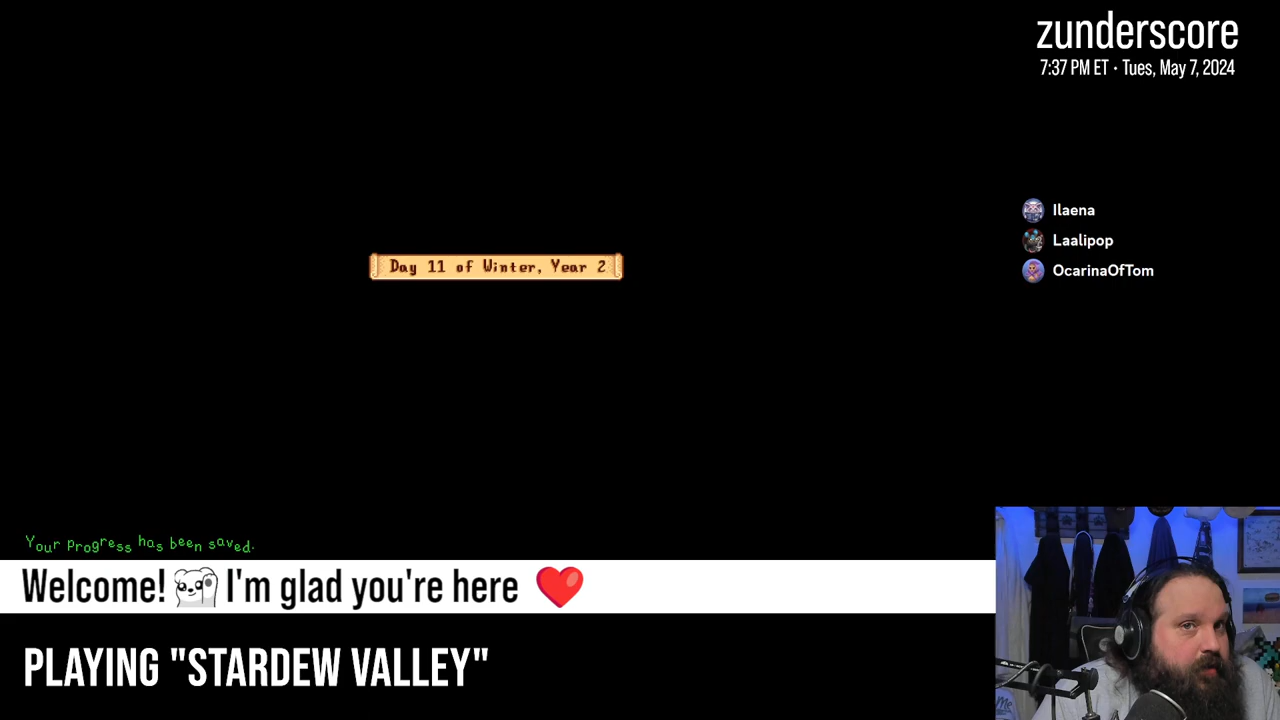 zunderscore
7:37 PM ET • Tues, May 7, 2024
Ilaena
Laalipop
OcarinaOfTom
Day 11 of Winter, Year 2
Your progress has been saved.
Welcome! I'm glad you're here
PLAYING "STARDEW VALLEY"